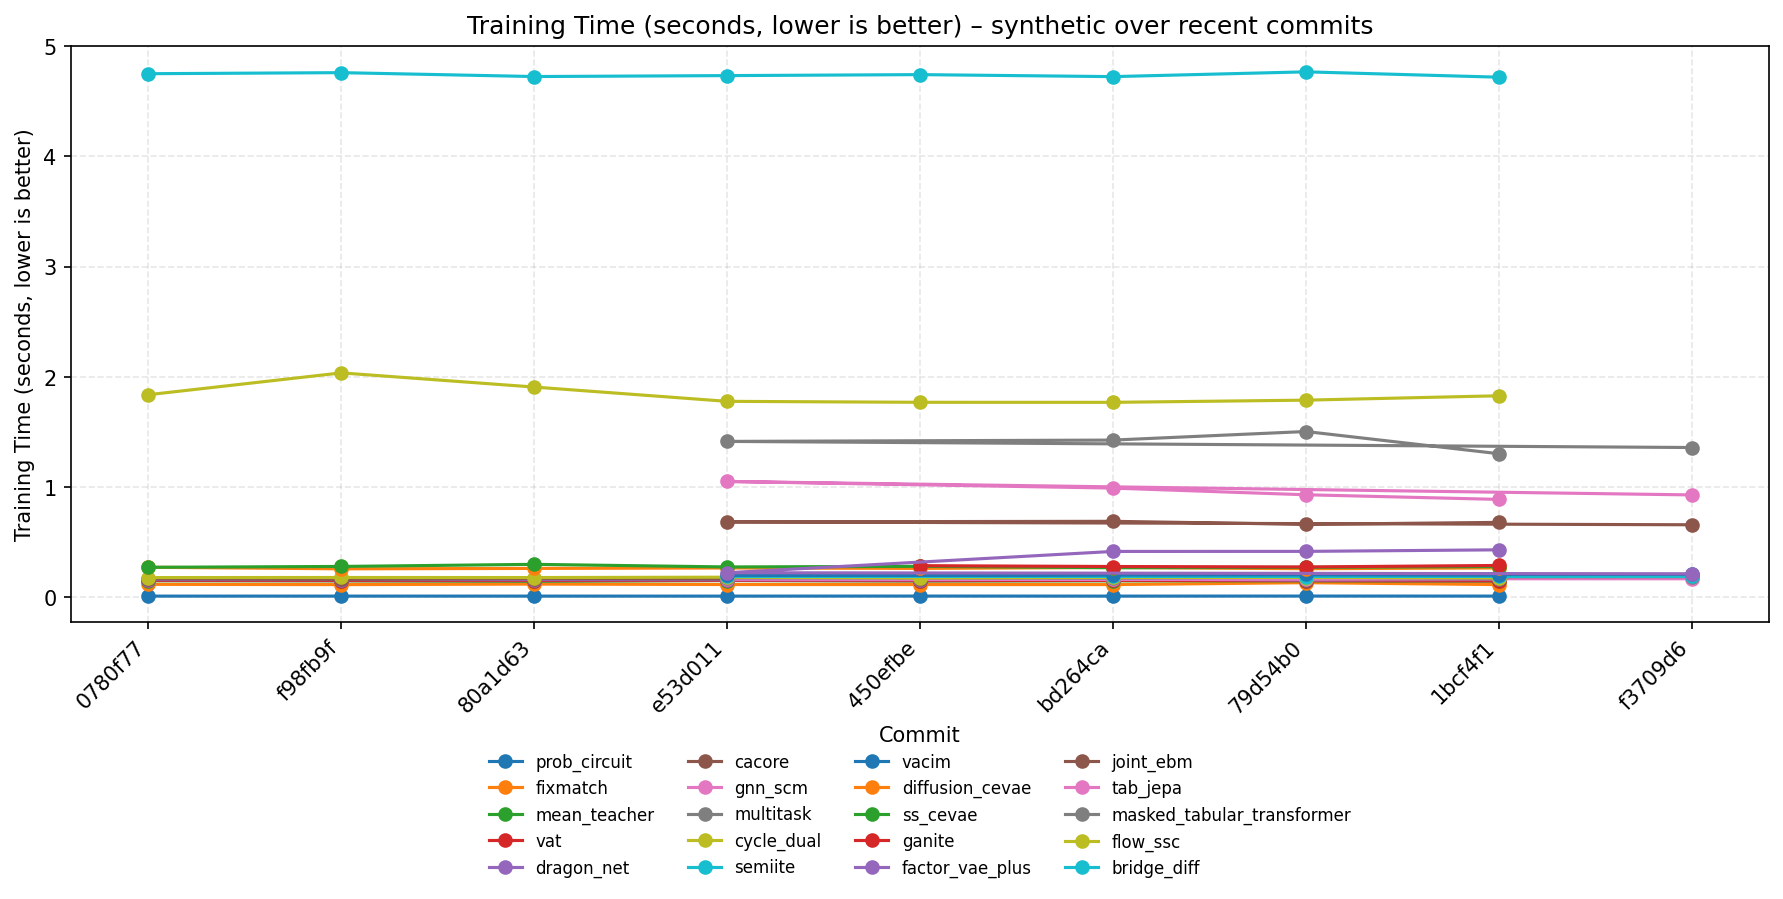 Training Time (seconds, lower is better) – synthetic over recent commits
Training Time (seconds, lower is better)
5
4
3
2
1
0
0780f77
f98fb9f
80a1d63
e53d011
450efbe
bd264ca
79d54b0
1bcf4f1
f3709d6
Commit
prob_circuit
fixmatch
mean_teacher
vat
dragon_net
cacore
gnn_scm
multitask
cycle_dual
semiite
vacim
diffusion_cevae
ss_cevae
ganite
factor_vae_plus
joint_ebm
tab_jepa
masked_tabular_transformer
flow_ssc
bridge_diff